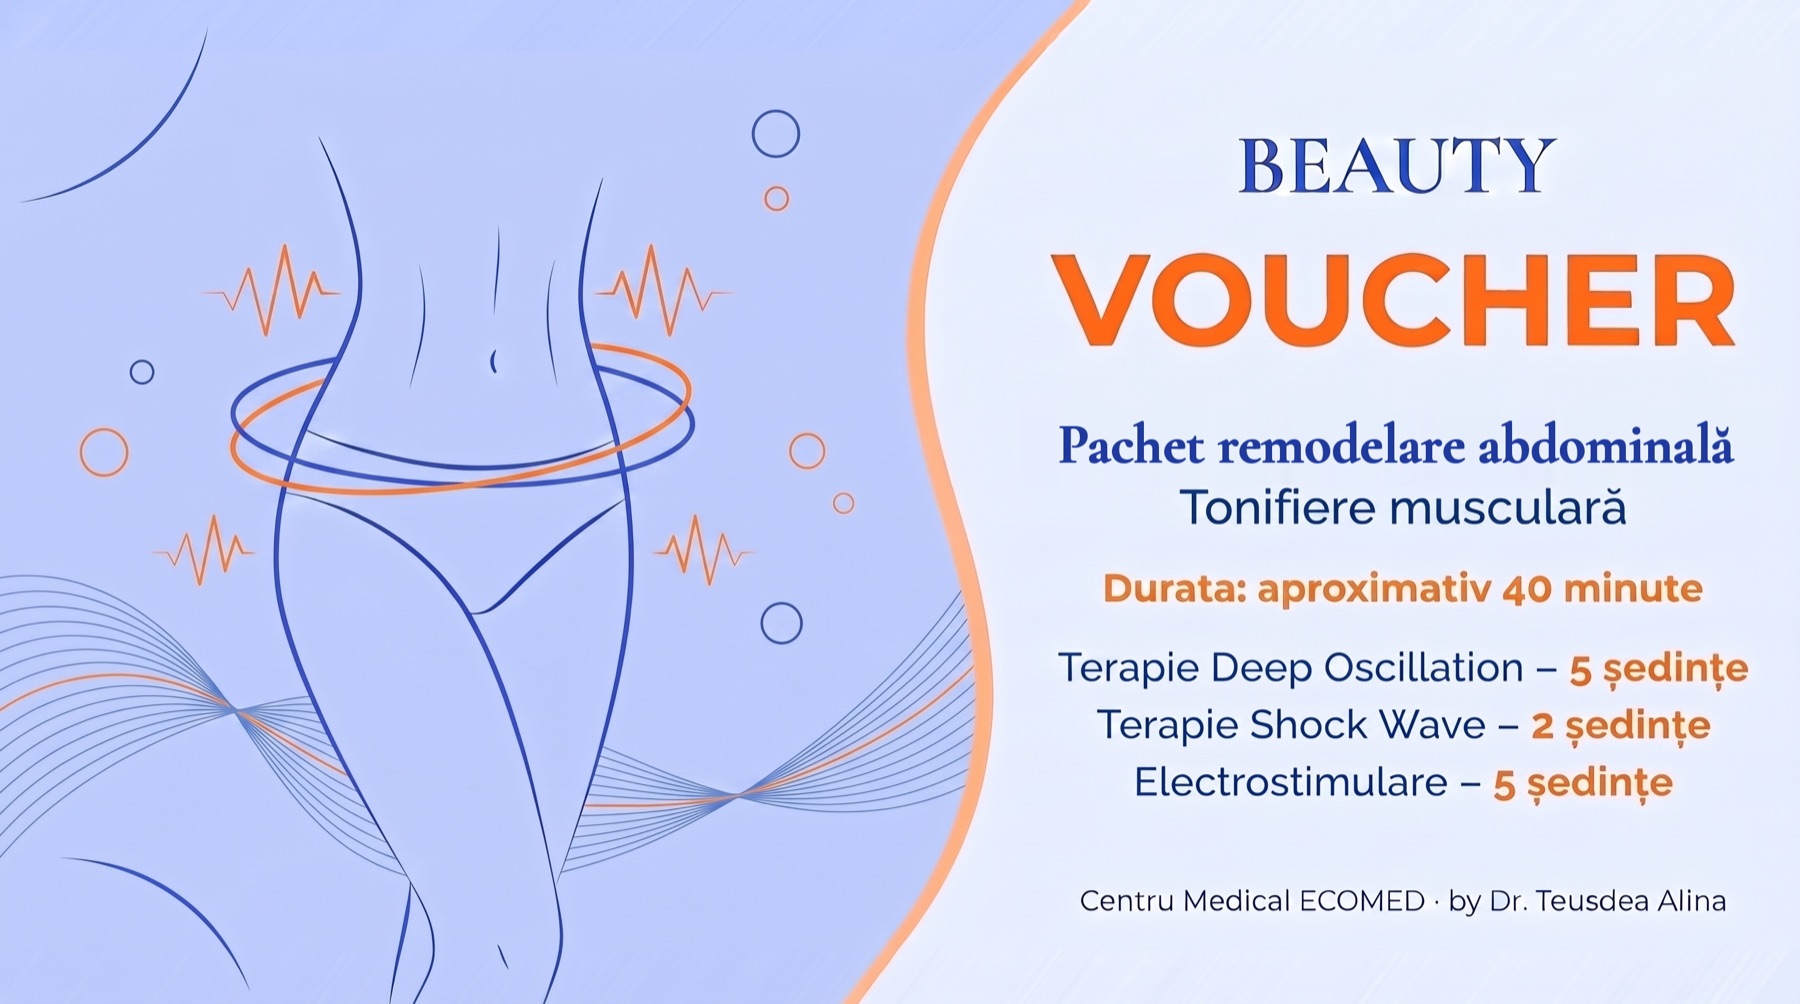 BEAUTY
VOUCHER
Pachet remodelare abdominală
Tonifiere musculară
Durata: aproximativ 40 minute
Terapie Deep Oscillation – 5 ședințe
Terapie Shock Wave – 2 ședințe
Electrostimulare – 5 ședințe
Centru Medical ECOMED · by Dr. Teusdea Alina